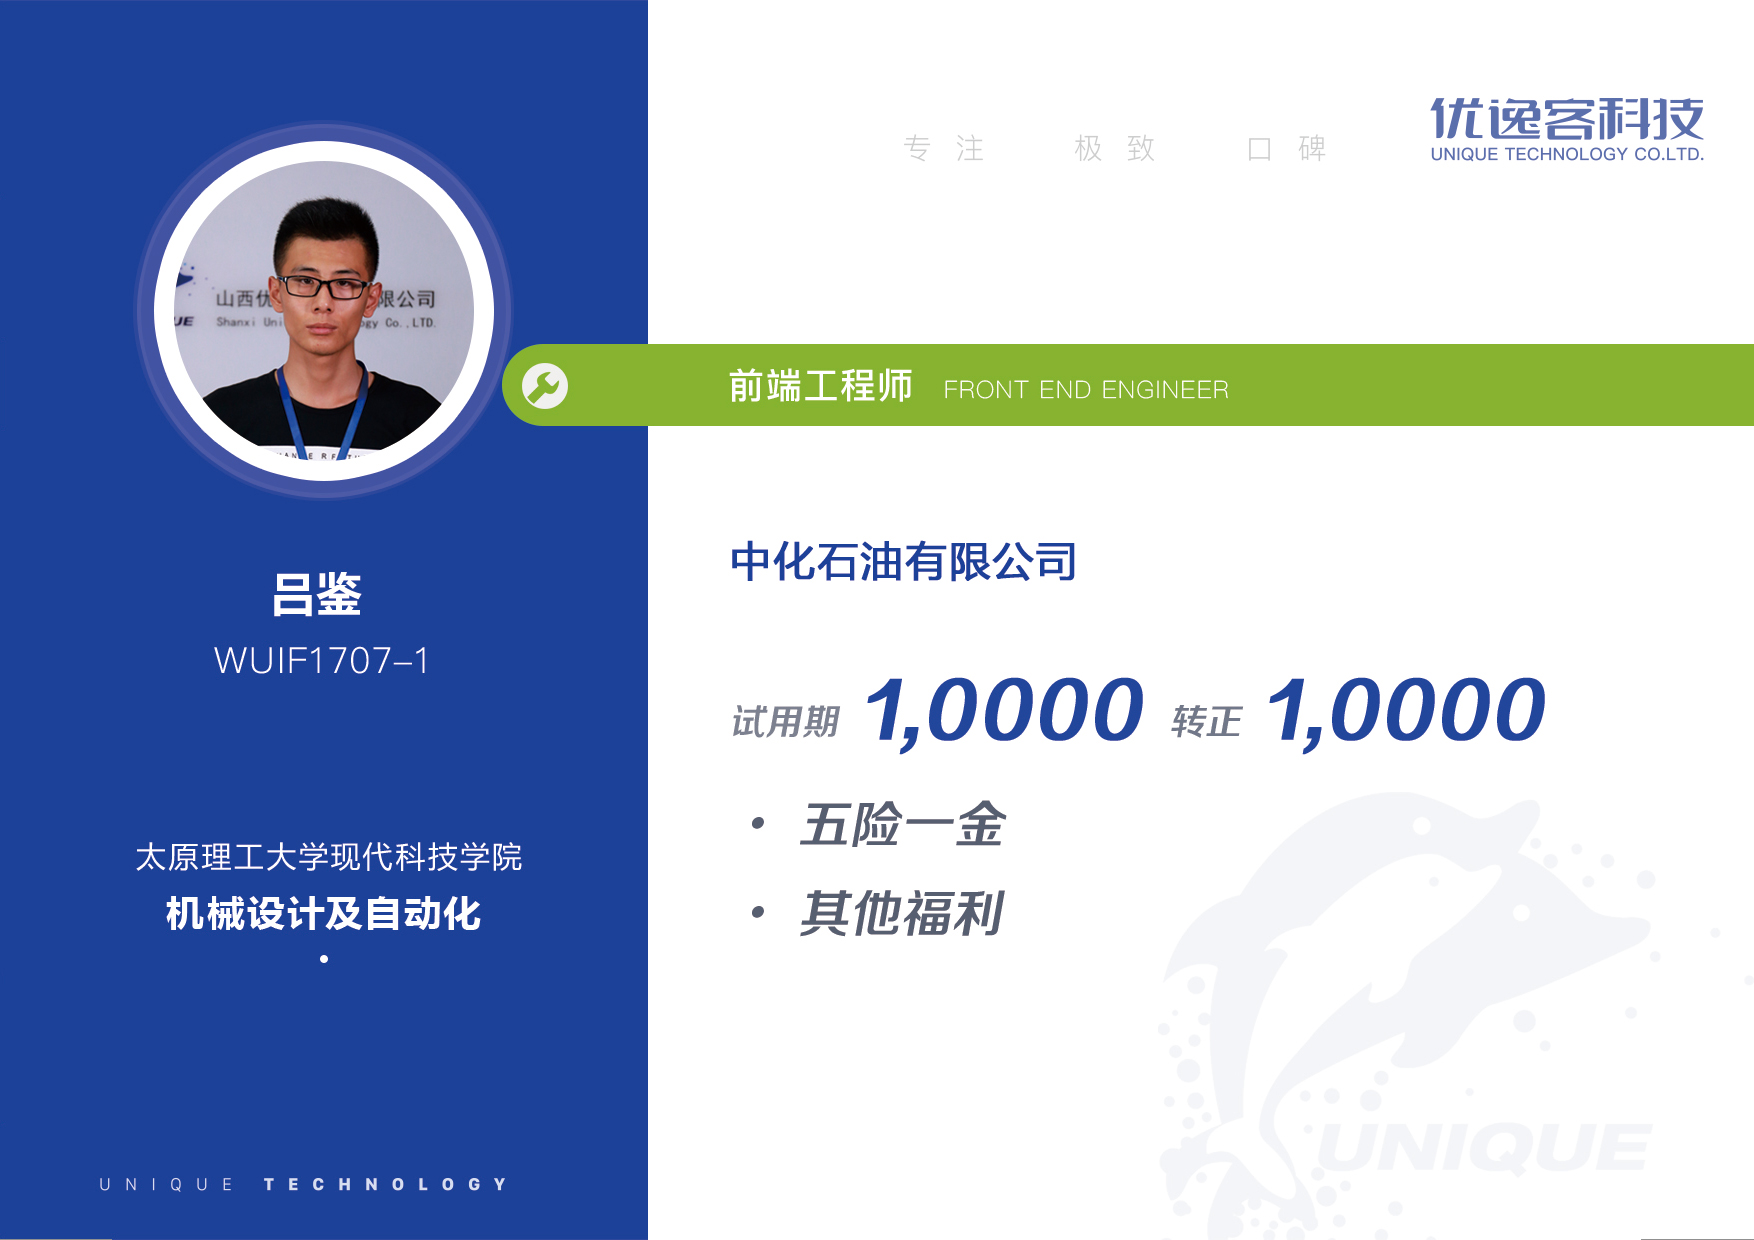 专注 极致 口碑
优逸客科技
UNIQUE TECHNOLOGY CO.LTD.
山西优 限公司
UE Shanxi Uni gy Co.,LTD.
前端工程师 FRONT END ENGINEER
吕鉴
WUIF1707-1
太原理工大学现代科技学院
机械设计及自动化
UNIQUE TECHNOLOGY
中化石油有限公司
试用期 1,0000 转正 1,0000
• 五险一金
• 其他福利
UNIQUE